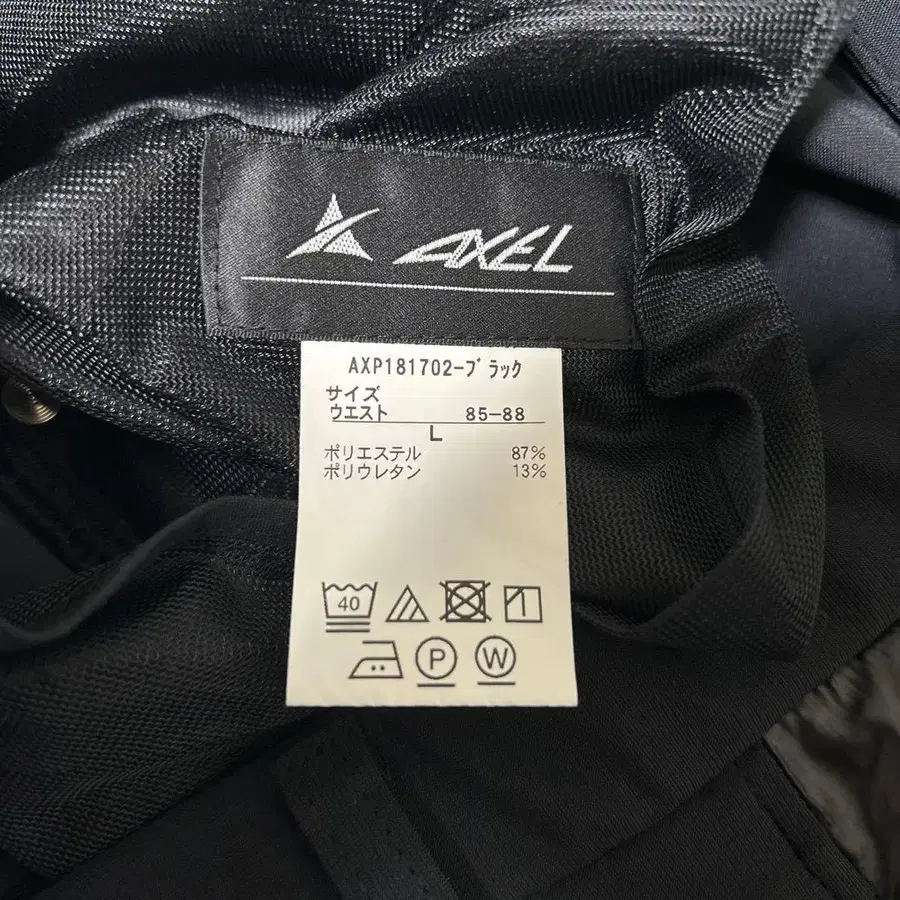 AXEL
AXP181702-ブラック
サイズ
ウエスト 85-88
L
ポリエステル 87%
ポリウレタン 13%
40
P W